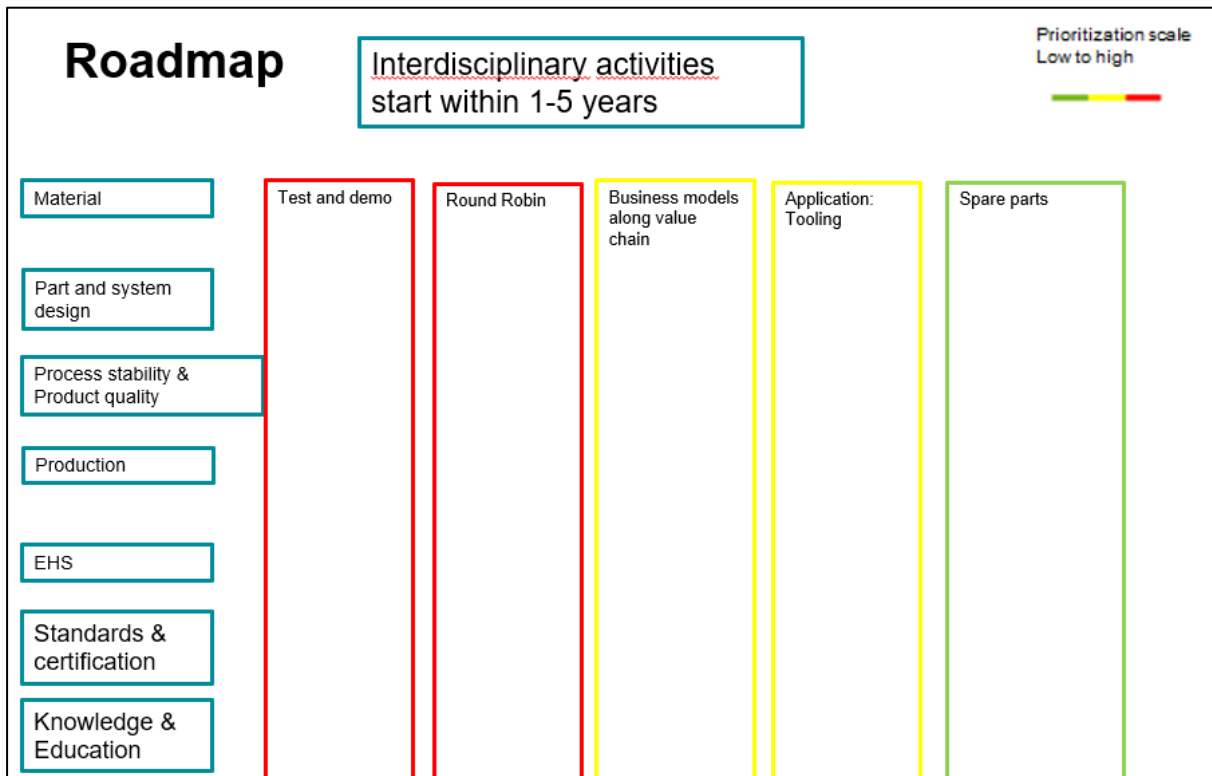 Roadmap
Interdisciplinary activities
start within 1-5 years
Prioritization scale
Low to high
Material
Part and system
design
Process stability &
Product quality
Production
EHS
Standards &
certification
Knowledge &
Education
Test and demo
Round Robin
Business models
along value
chain
Application:
Tooling
Spare parts